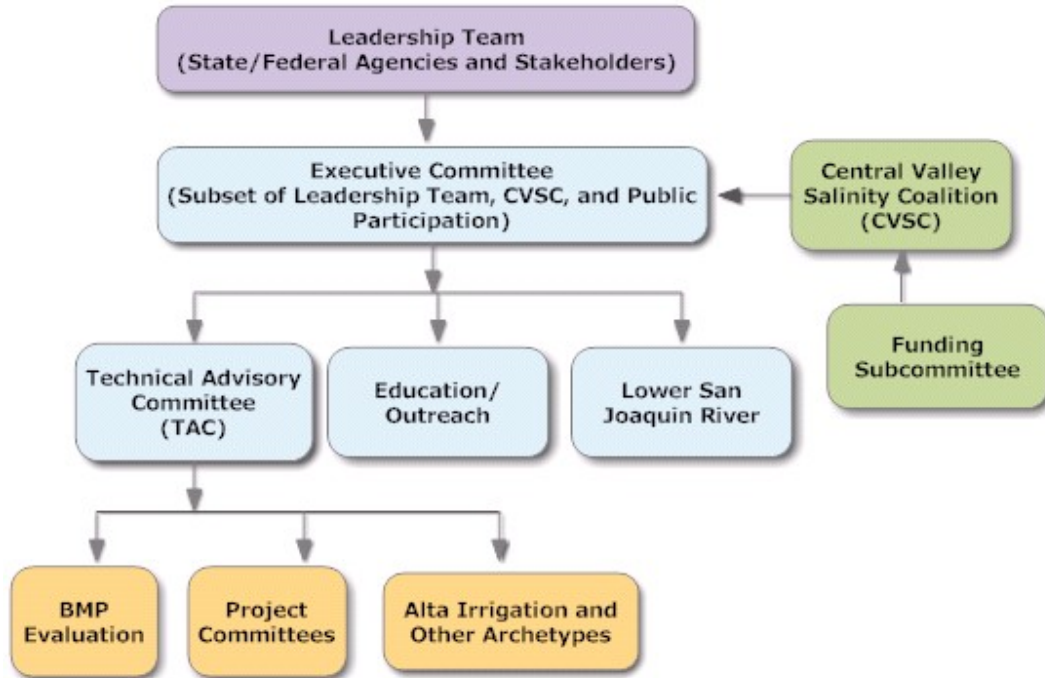 Leadership Team
(State/Federal Agencies and Stakeholders)
Executive Committee
(Subset of Leadership Team, CVSC, and Public
Participation)
Central Valley
Salinity Coalition
(CVSC)
Funding
Subcommittee
Technical Advisory
Committee
(TAC)
Education/
Outreach
Lower San
Joaquin River
BMP
Evaluation
Project
Committees
Alta Irrigation and
Other Archetypes